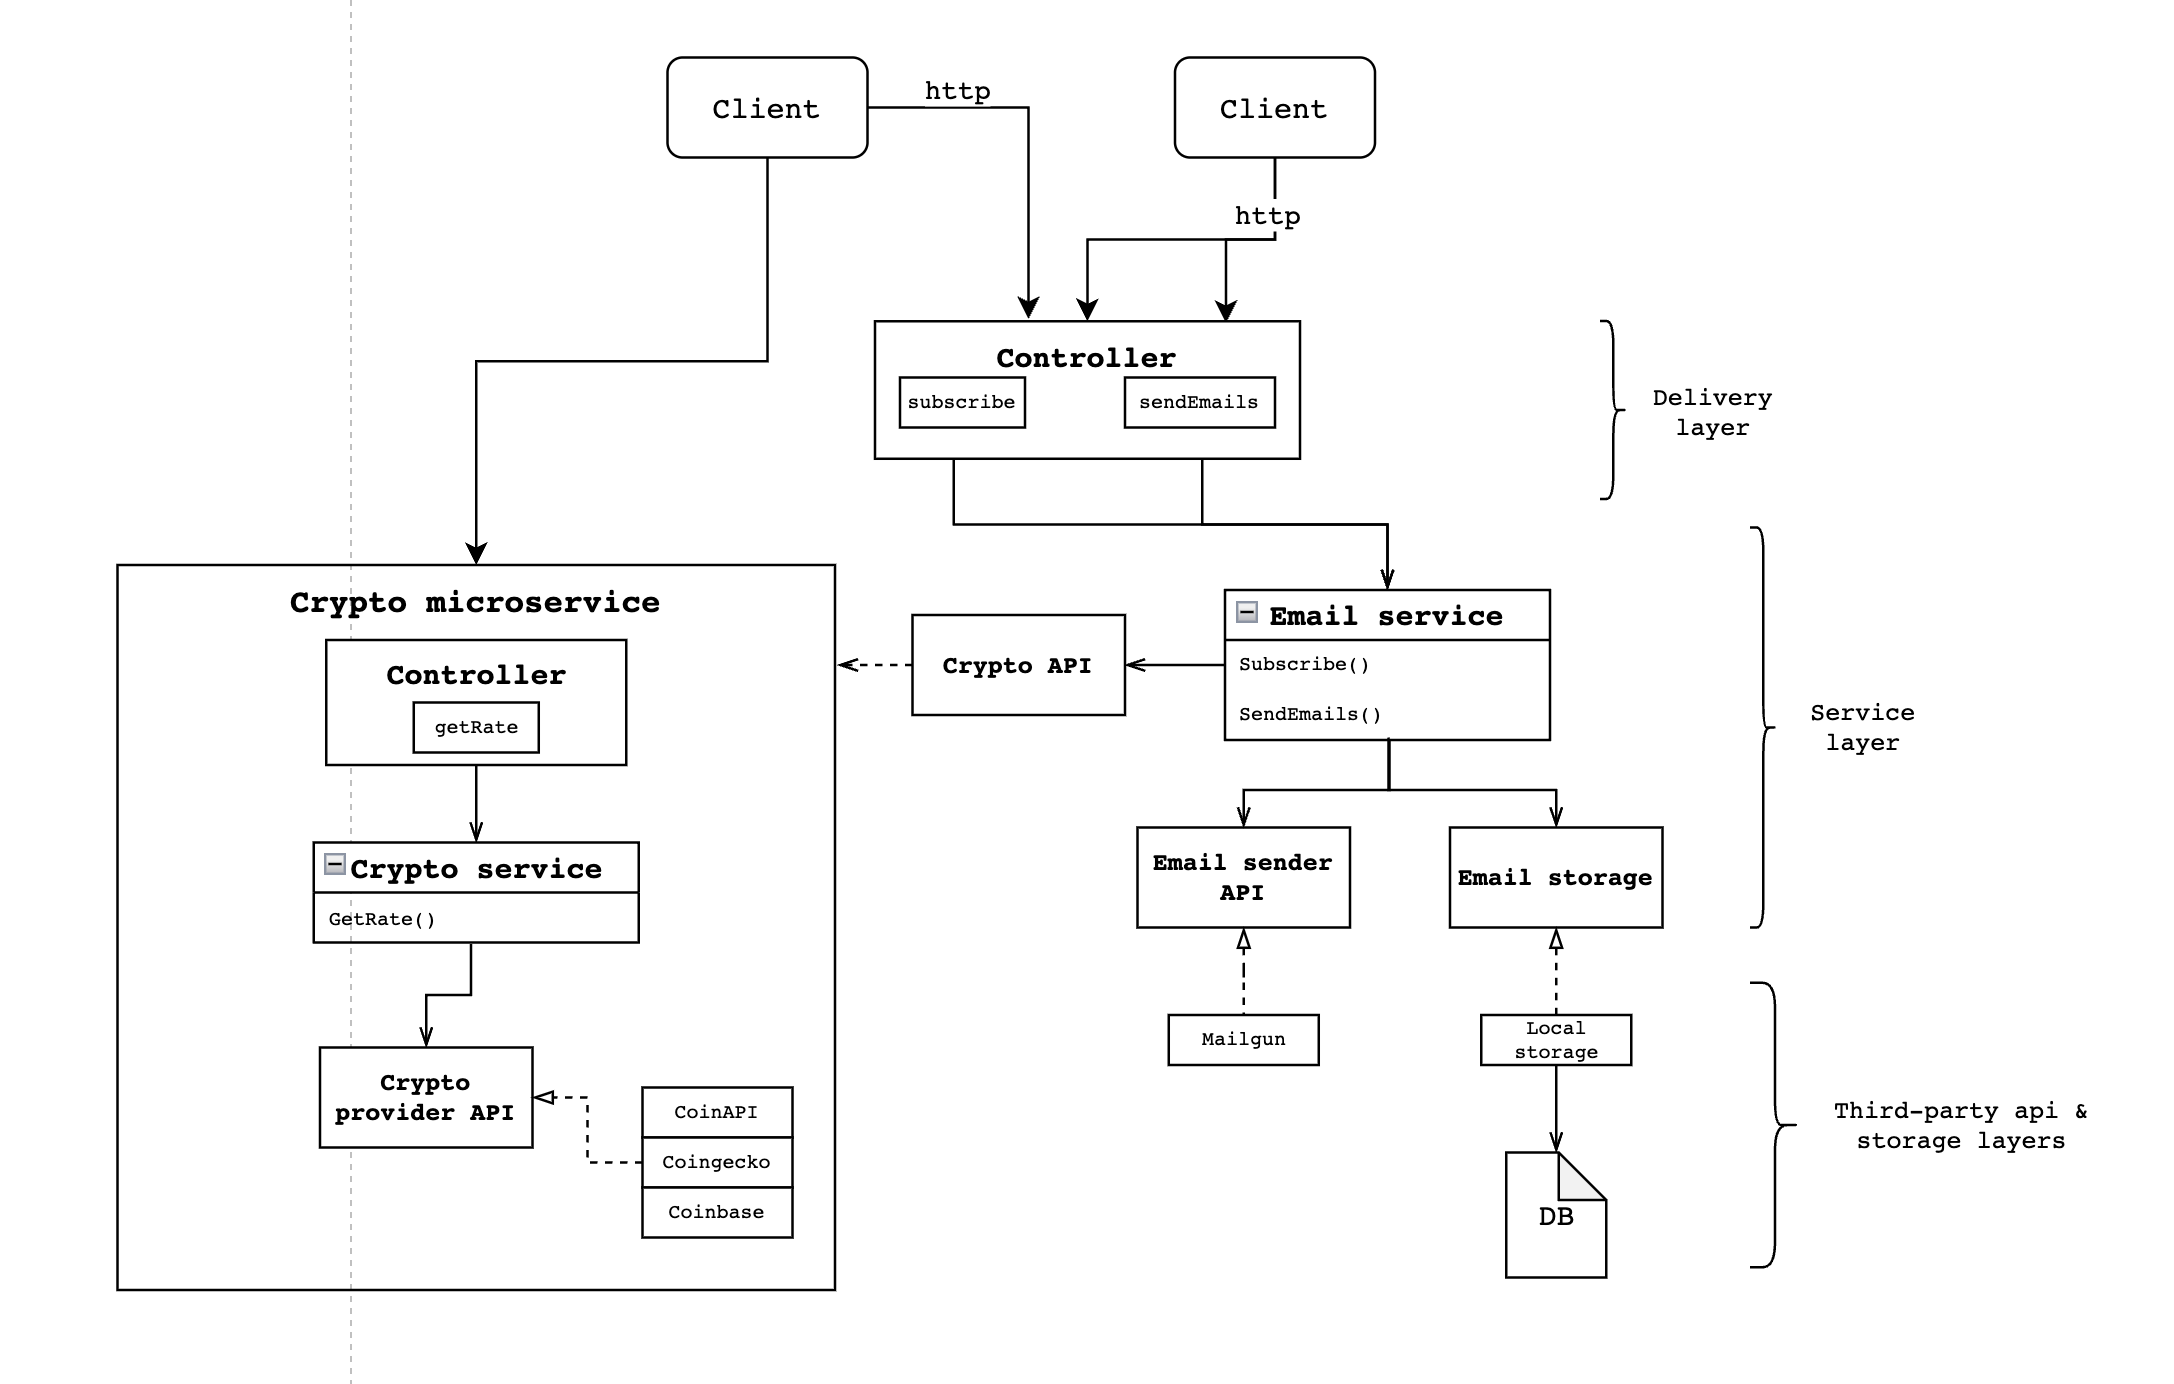 Client
http
Client
http
Controller
subscribe
sendEmails
Delivery
layer
Crypto microservice
Controller
getRate
Crypto service
GetRate()
Crypto
provider API
CoinAPI
Coingecko
Coinbase
Crypto API
Email service
Subscribe()
SendEmails()
Service
layer
Email sender
API
Email storage
Mailgun
Local
storage
DB
Third-party api &
storage layers